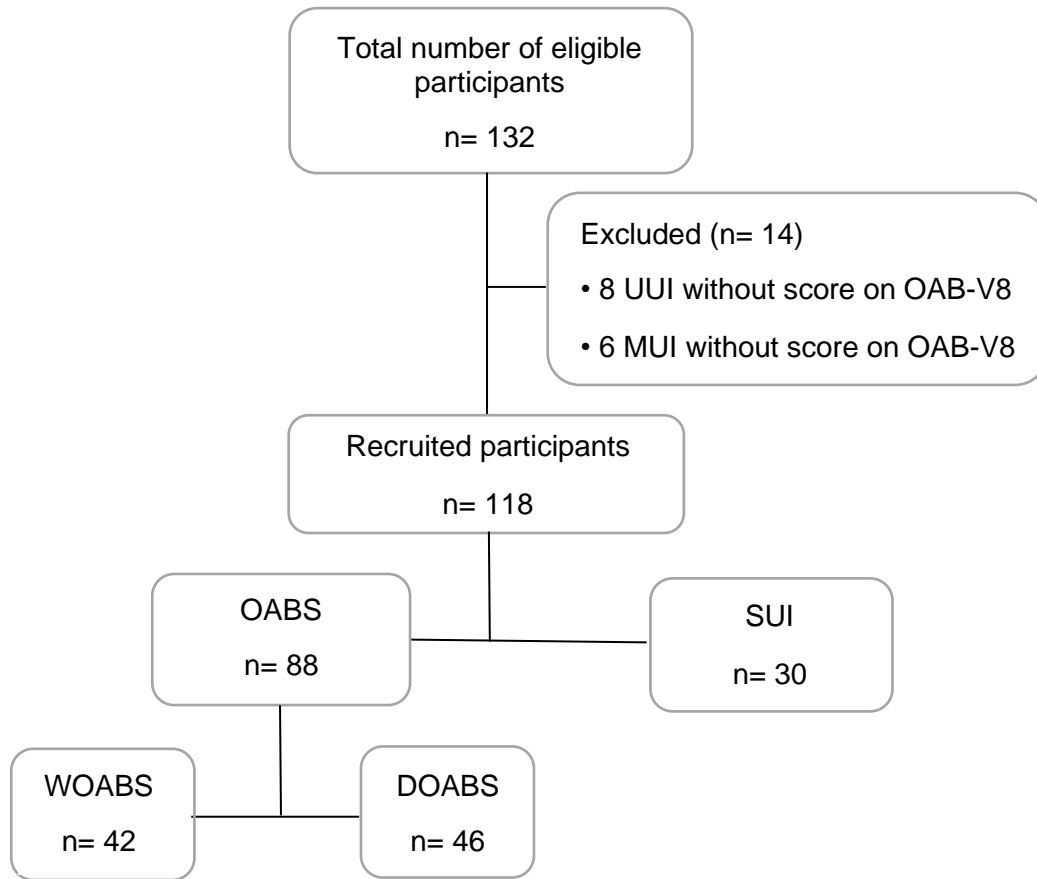 Total number of eligible
participants
n= 132
Excluded (n= 14)
• 8 UUI without score on OAB-V8
• 6 MUI without score on OAB-V8
Recruited participants
n= 118
OABS
n= 88
SUI
n= 30
WOABS
n= 42
DOABS
n= 46